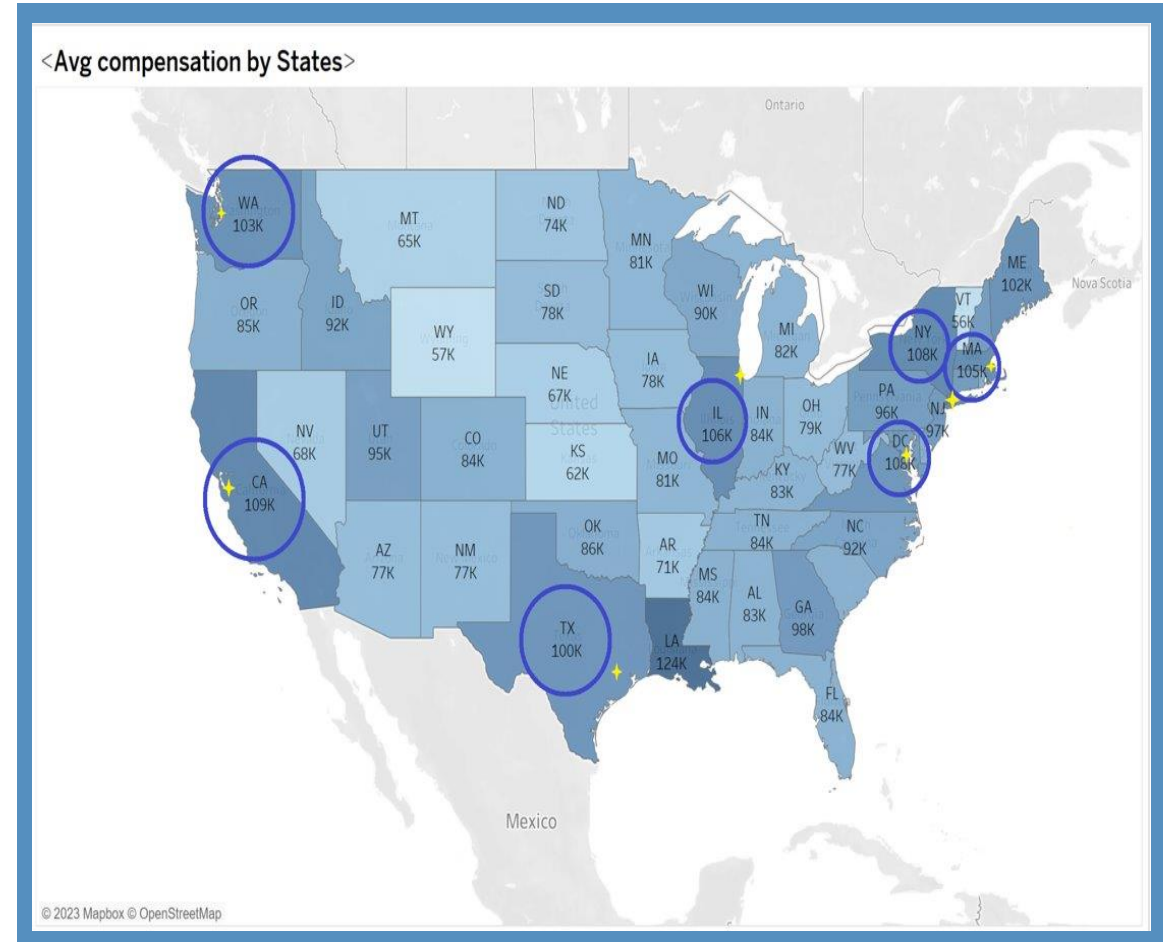 <Avg compensation by States>
Ontario
WA
103K
MT
65K
ND
74K
MN
81K
ME
102K
Nova Scotia
OR
85K
ID
92K
SD
78K
WI
90K
VT
56K
WY
57K
MI
82K
NY
108K
MA
105K
IA
78K
NE
67K
United
States
PA
96K
NJ
97K
NV
68K
UT
95K
CO
84K
IL
106K
IN
84K
OH
79K
DC
KS
62K
MO
81K
WV
77K
CA
109K
KY
83K
TN
84K
NC
92K
AZ
77K
NM
77K
OK
86K
AR
71K
MS
84K
AL
83K
GA
98K
TX
100K
LA
124K
FL
84K
Mexico
© 2023 Mapbox © OpenStreetMap